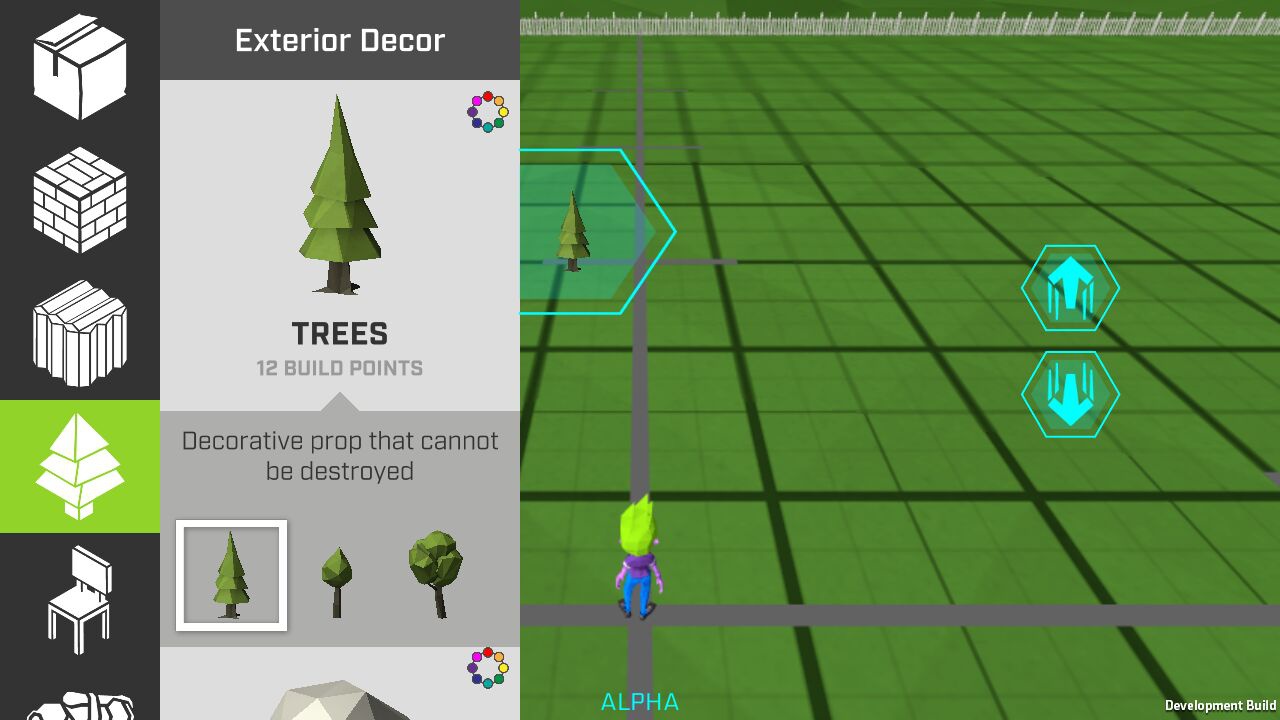 Exterior Decor
TREES
12 BUILD POINTS
Decorative prop that cannot
be destroyed
ALPHA
Development Build